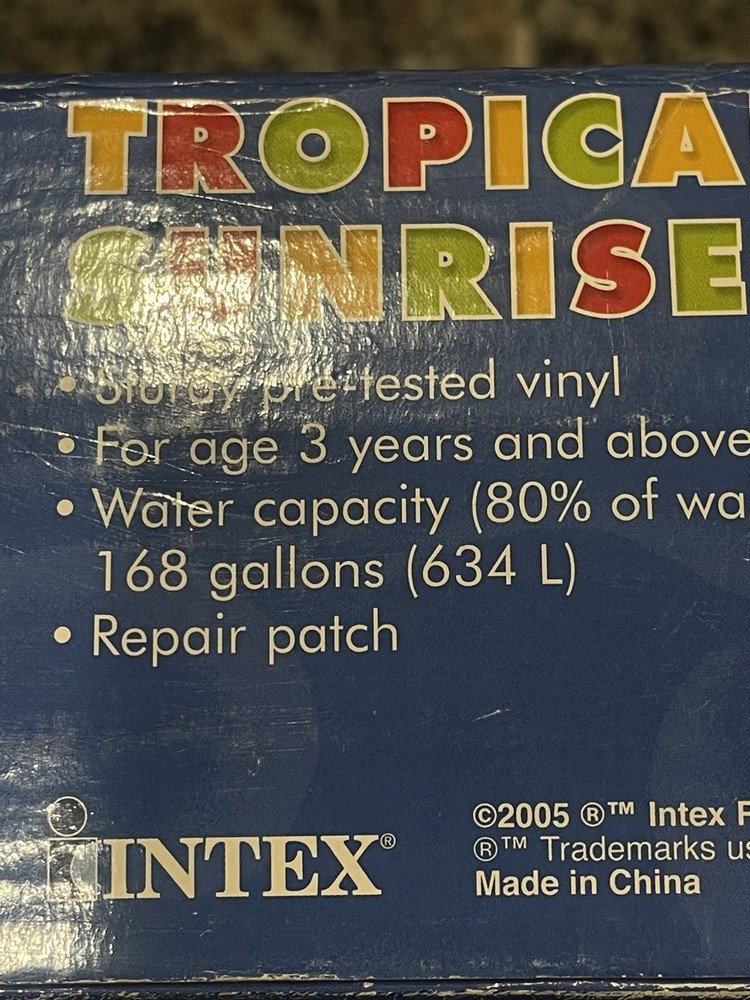 TROPICA
SUNRISE
• Sturdy pre-tested vinyl
• For age 3 years and above
• Water capacity (80% of wa
168 gallons (634 L)
• Repair patch
INTEX®
©2005 ®™ Intex F
®™ Trademarks us
Made in China